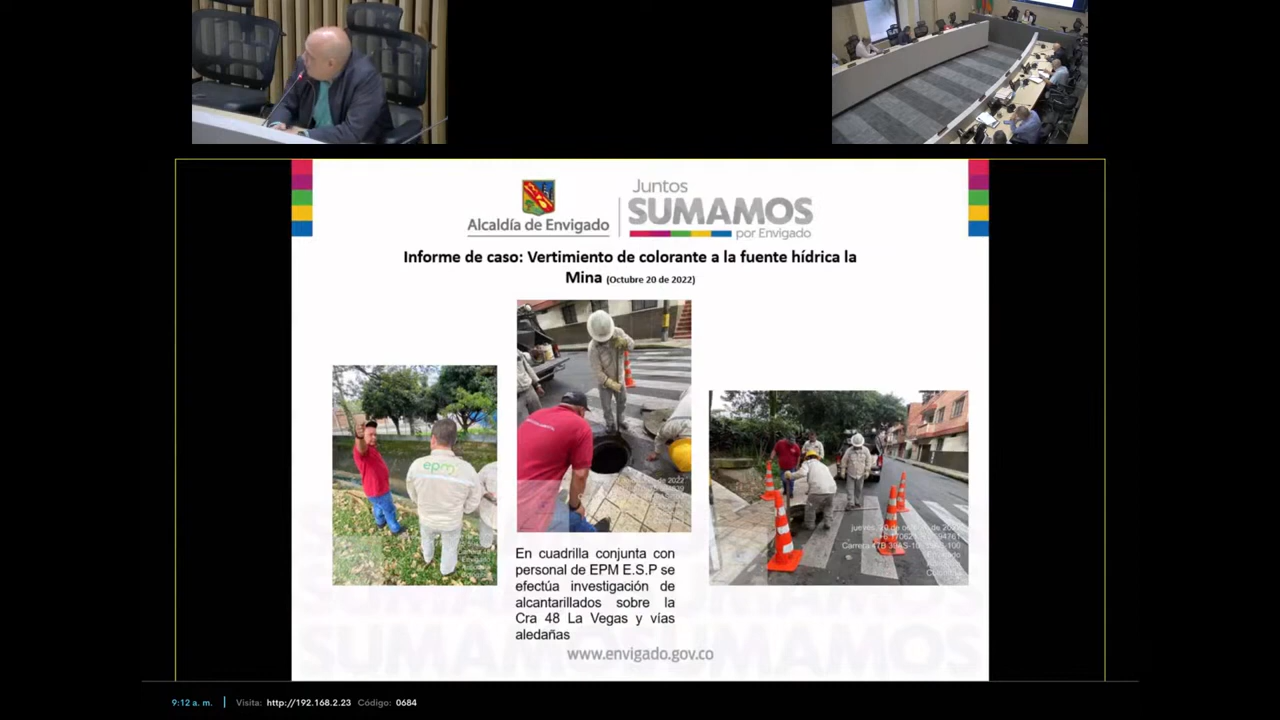 Juntos
SUMAMOS
por Envigado
Alcaldía de Envigado
Informe de caso: Vertimiento de colorante a la fuente hídrica la
Mina (Octubre 20 de 2022)
epm
En cuadrilla conjunta con
personal de EPM E.S.P se
efectúa investigación de
alcantarillados sobre la
Cra 48 La Vegas y vías
aledañas
www.envigado.gov.co
9:12 a. m. Visita: http://192.168.2.23 Código: 0684